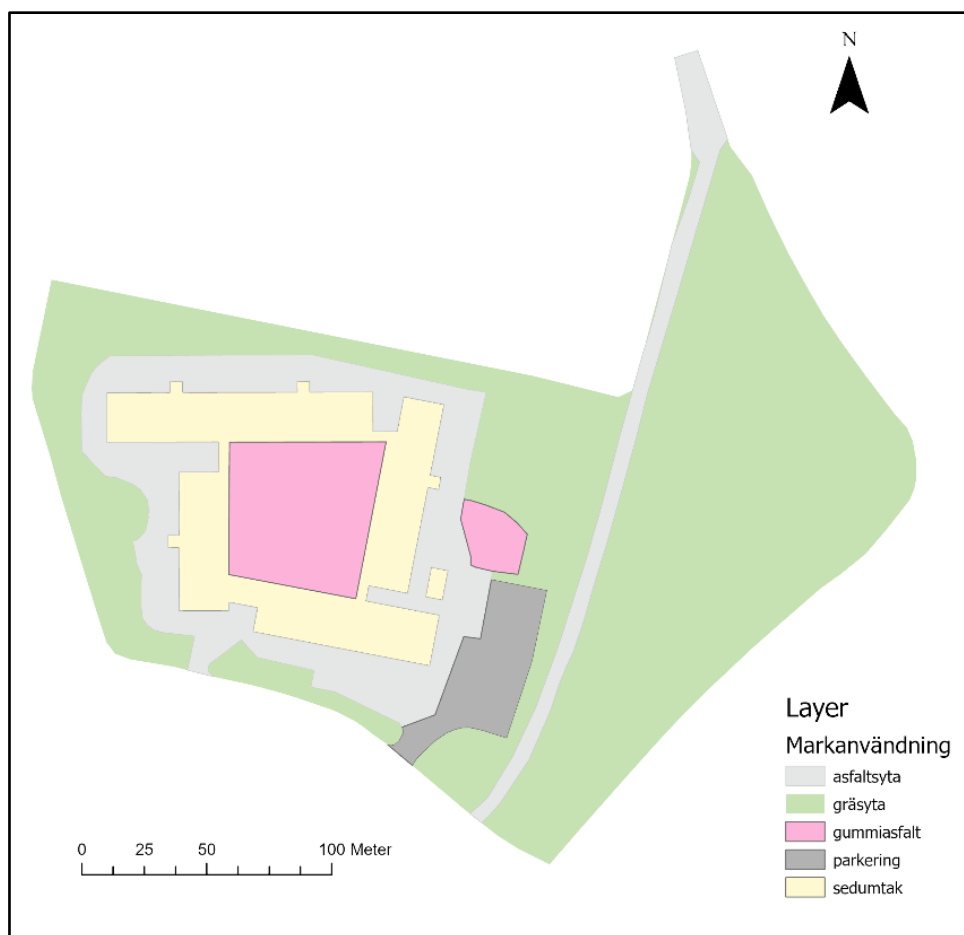 N
Layer
Markanvändning
asfaltsyta
gräsyta
gummiasfalt
parkering
sedumtak
0 25 50 100 Meter